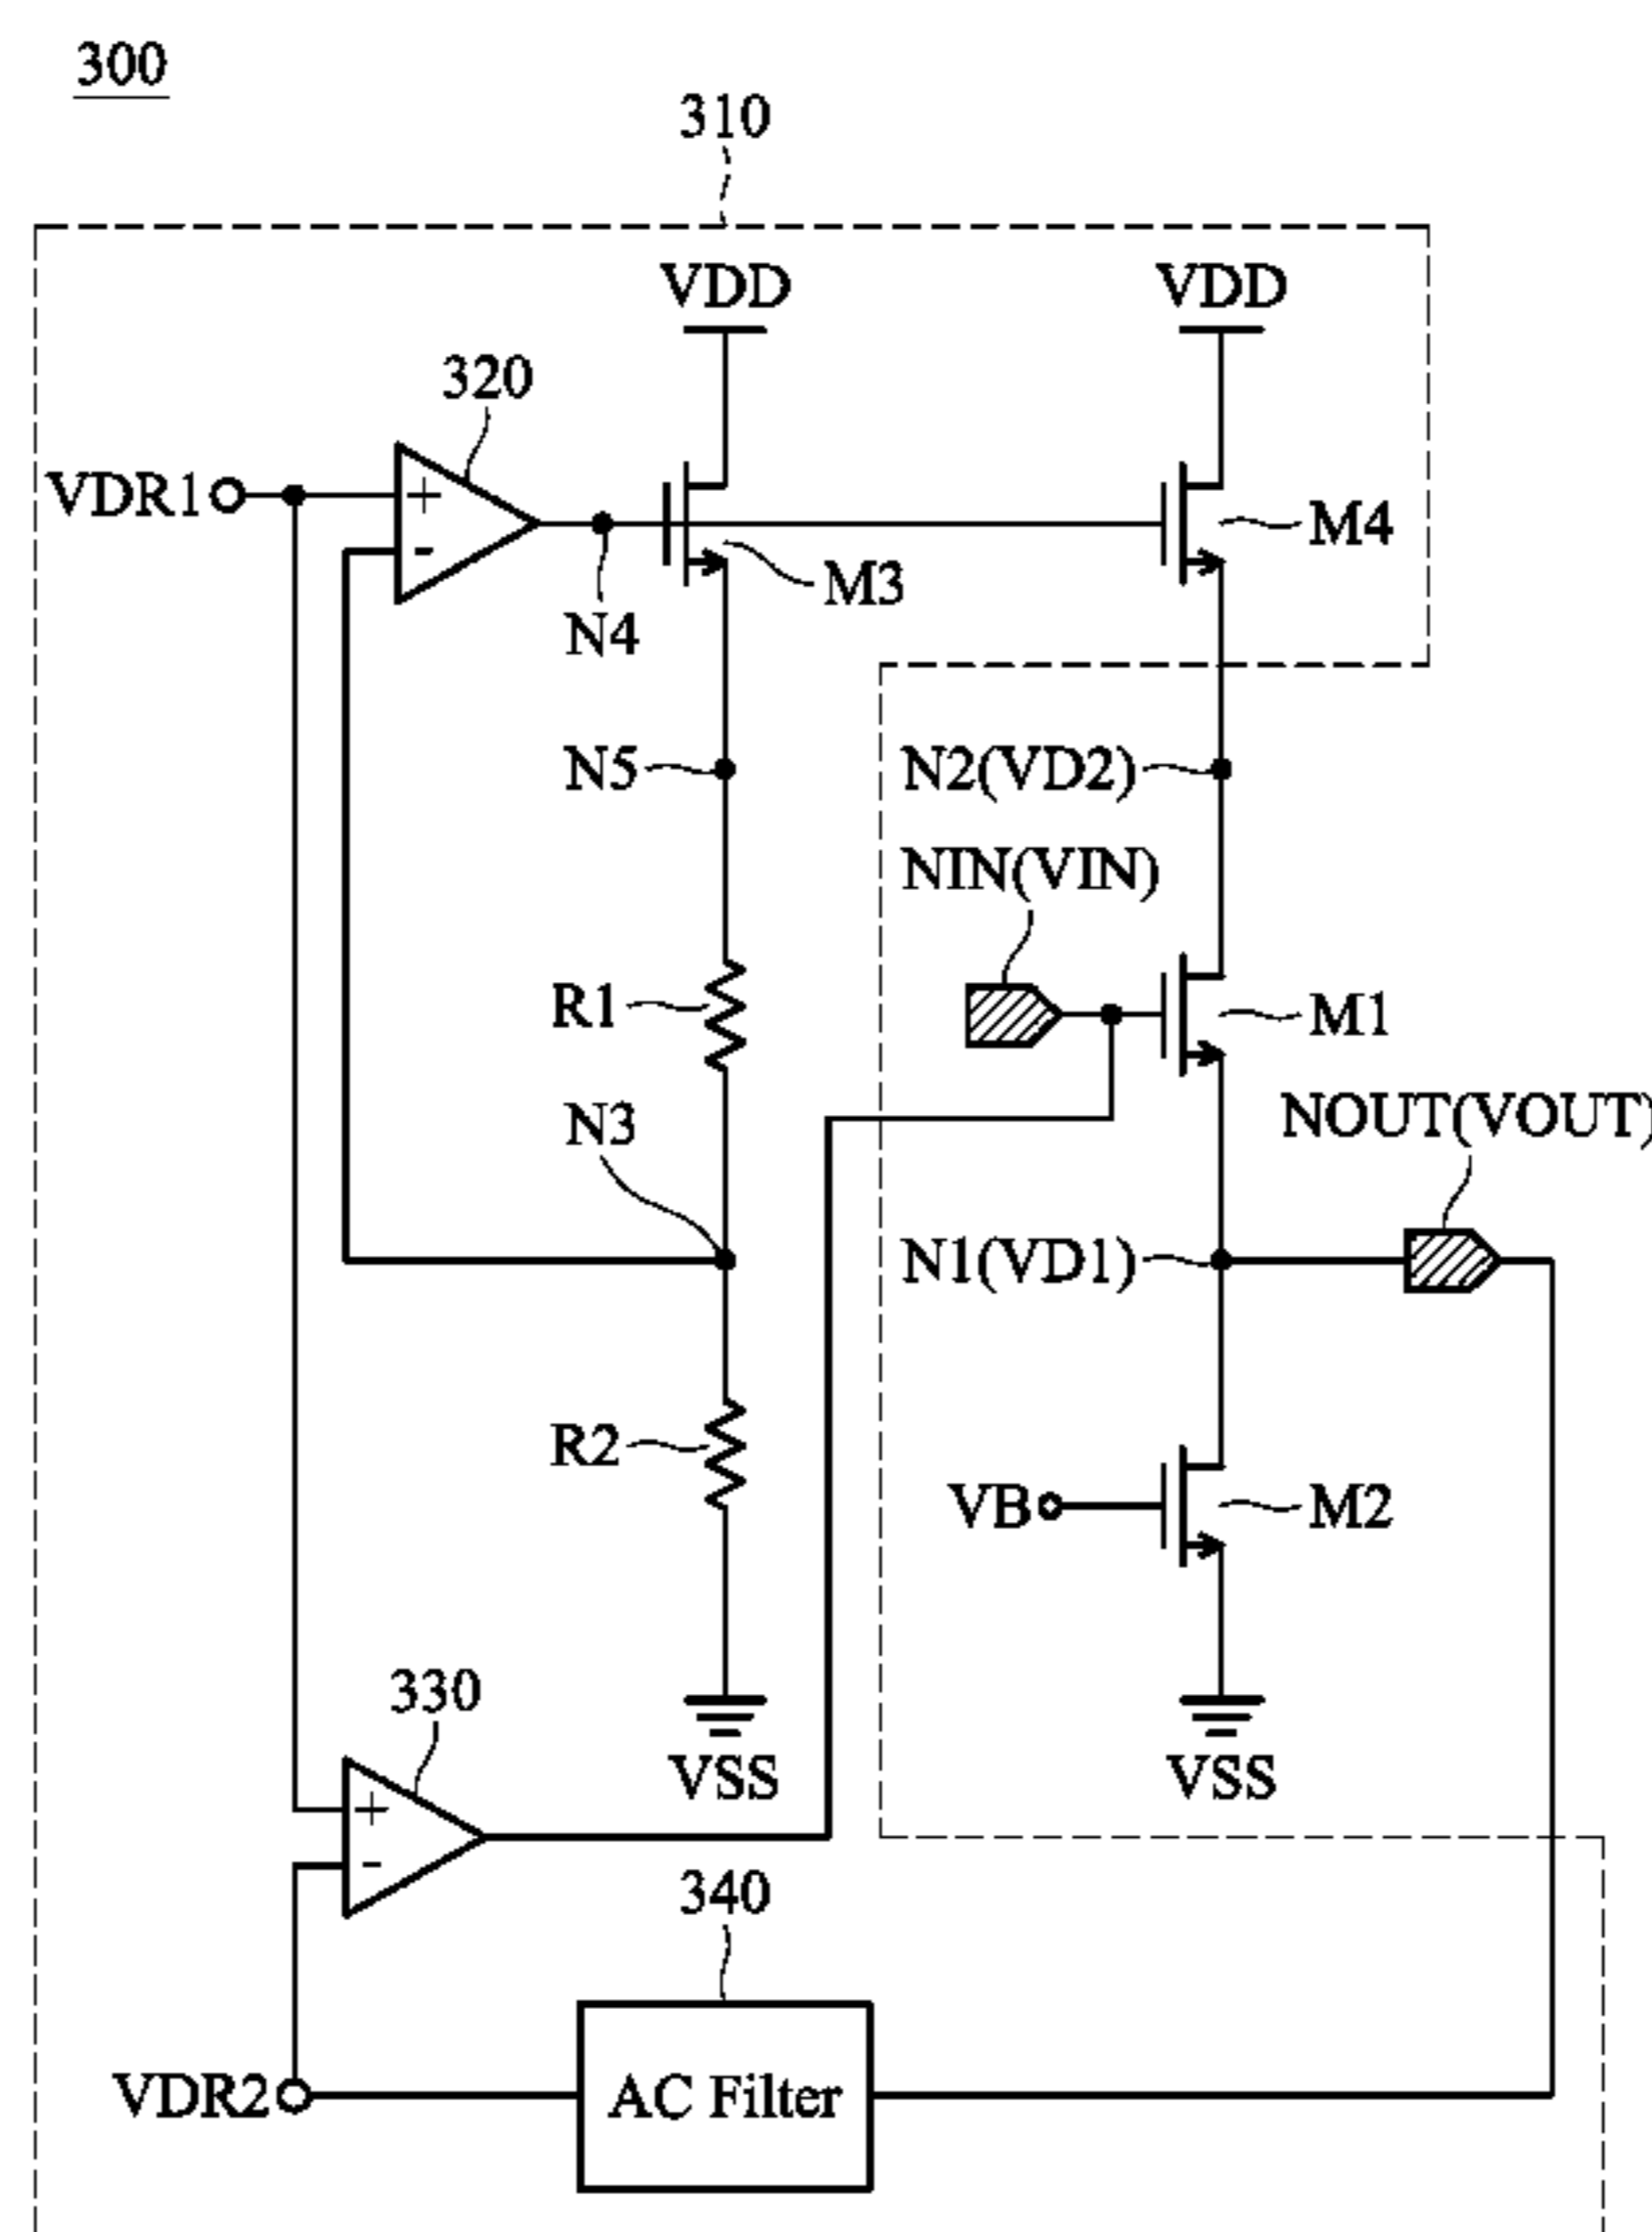 300
310
VDD VDD
320
VDR1
+
-
M4
M3
N4
N5
N2(VD2)
NIN(VIN)
R1
M1
NOUT(VOUT)
N3
N1(VD1)
R2
VB
M2
330
VSS VSS
+
-
340
VDR2
AC Filter